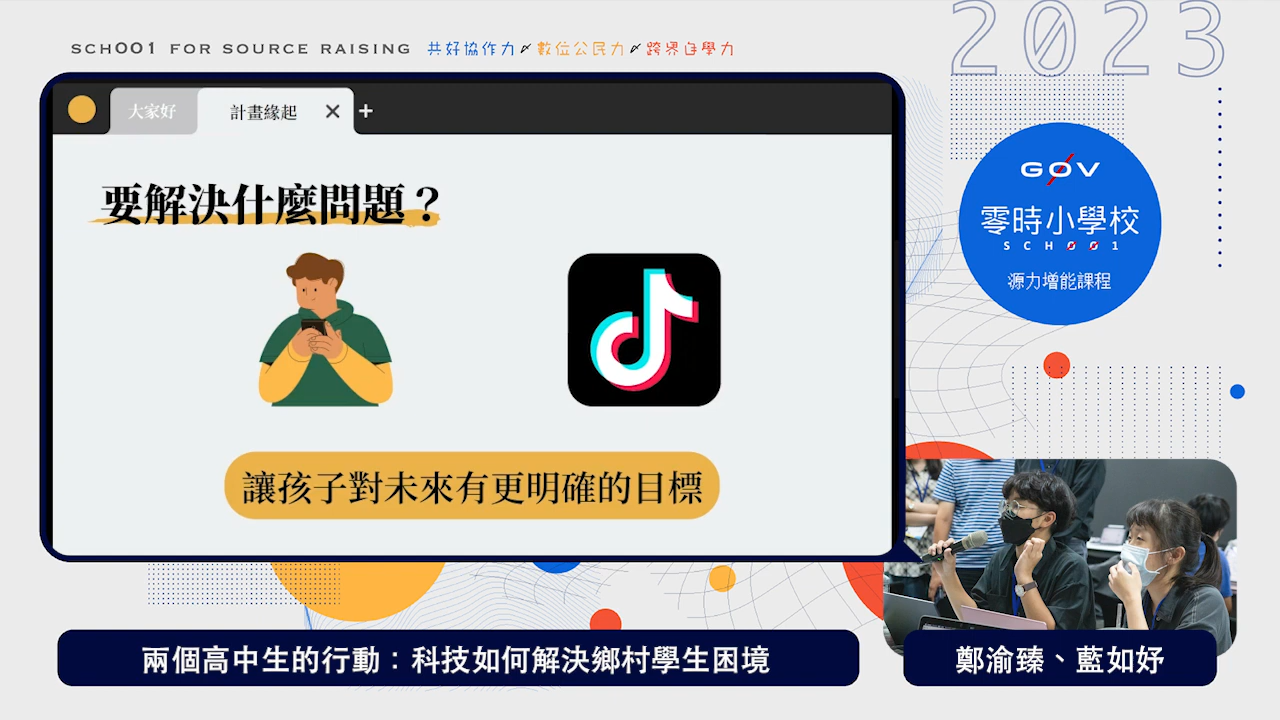 SCHOO1 FOR SOURCE RAISING 共好協作力 數位公民力 跨界自學力
2023
大家好
計畫緣起
要解決什麼問題？
讓孩子對未來有更明確的目標
GØV
零時小學校
SCHØØ1
源力增能課程
兩個高中生的行動：科技如何解決鄉村學生困境
鄭渝臻、藍如妤